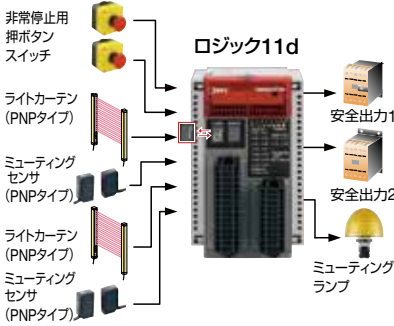 非常停止用
押ボタン
スイッチ
ロジック11d
ライトカーテン
(PNPタイプ)
ミューティング
センサ
(PNPタイプ)
ライトカーテン
(PNPタイプ)
ミューティング
センサ
(PNPタイプ)
安全出力1
安全出力2
ミューティング
ランプ